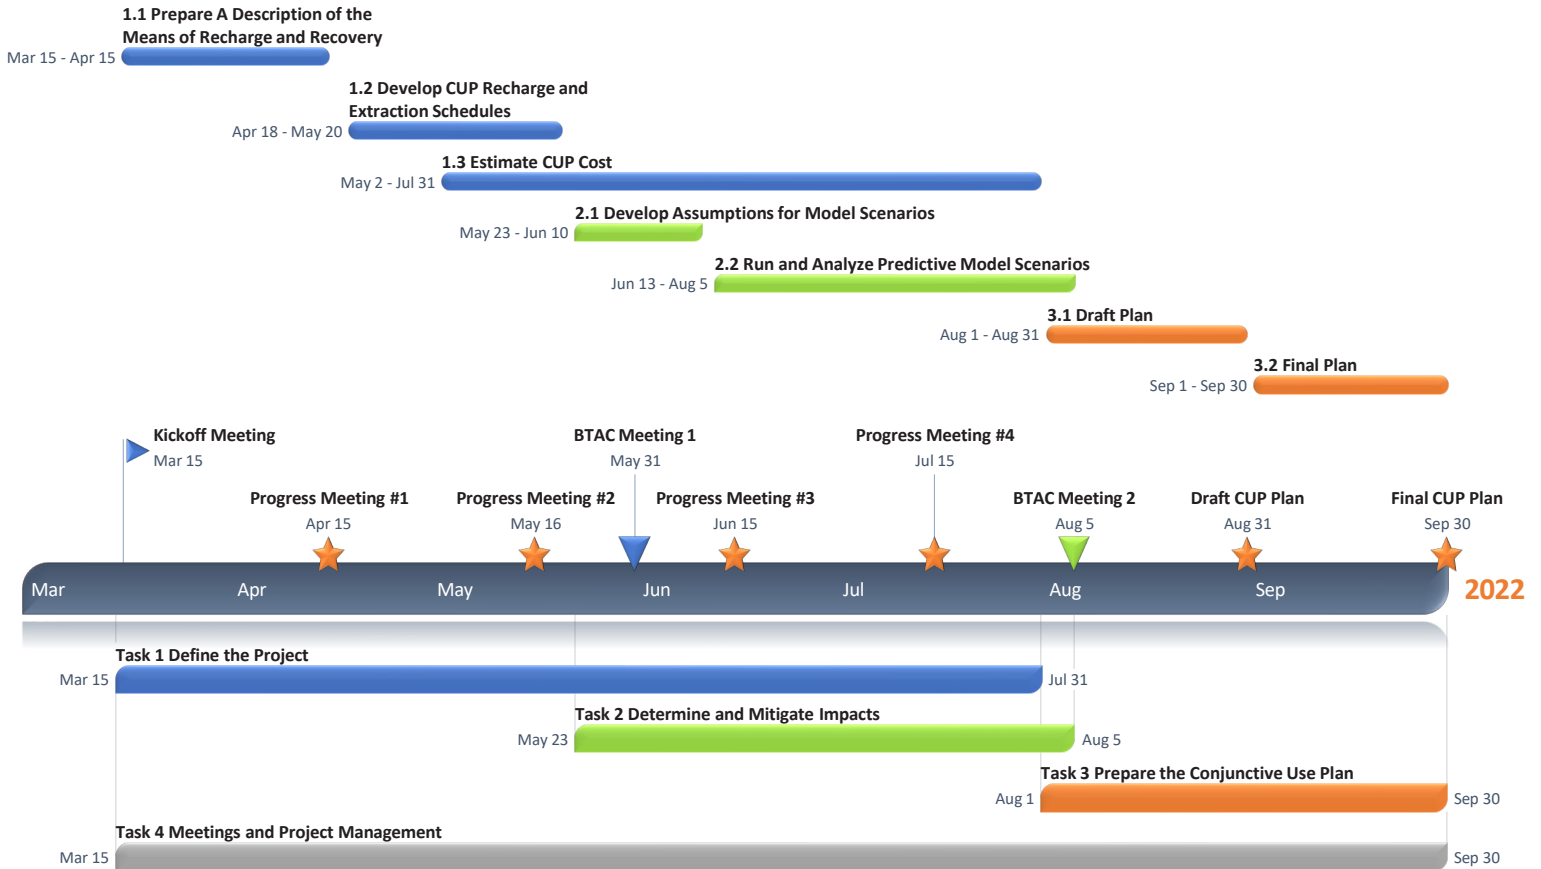 1.1 Prepare A Description of the
Means of Recharge and Recovery
Mar 15 - Apr 15
1.2 Develop CUP Recharge and
Extraction Schedules
Apr 18 - May 20
1.3 Estimate CUP Cost
May 2 - Jul 31
2.1 Develop Assumptions for Model Scenarios
May 23 - Jun 10
2.2 Run and Analyze Predictive Model Scenarios
Jun 13 - Aug 5
3.1 Draft Plan
Aug 1 - Aug 31
3.2 Final Plan
Sep 1 - Sep 30
Kickoff Meeting
Mar 15
BTAC Meeting 1
May 31
Progress Meeting #4
Jul 15
Progress Meeting #1
Apr 15
Progress Meeting #2
May 16
Progress Meeting #3
Jun 15
BTAC Meeting 2
Aug 5
Draft CUP Plan
Aug 31
Final CUP Plan
Sep 30
Mar Apr May Jun Jul Aug Sep 2022
Task 1 Define the Project
Mar 15 Jul 31
Task 2 Determine and Mitigate Impacts
May 23 Aug 5
Task 3 Prepare the Conjunctive Use Plan
Aug 1 Sep 30
Task 4 Meetings and Project Management
Mar 15 Sep 30